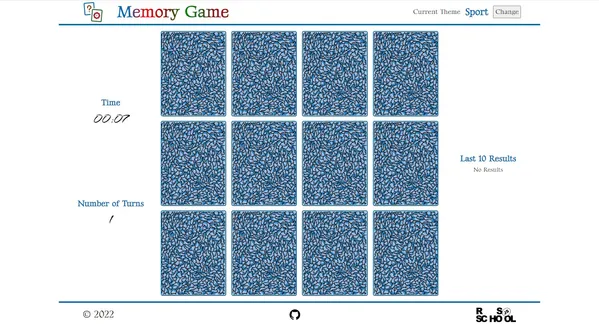 Memory Game
Current Theme Sport Change
Time
00:07
Number of Turns
1
Last 10 Results
No Results
© 2022
RS
SCHOOL